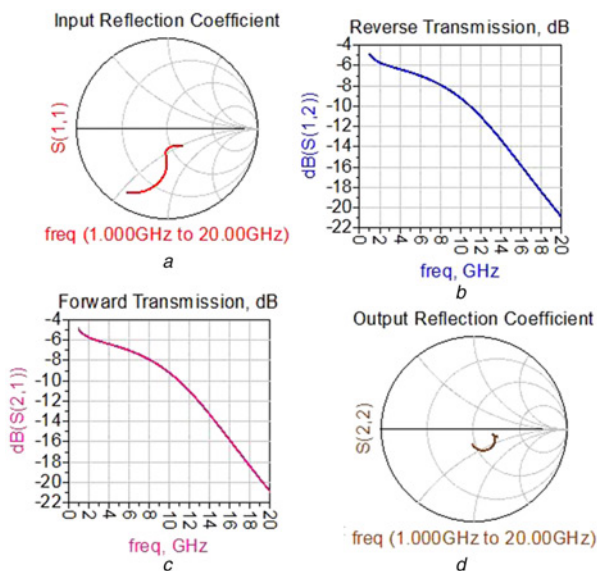 Input Reflection Coefficient
S(1,1)
freq (1.000GHz to 20.00GHz)
a
Reverse Transmission, dB
dB(S(1,2))
-4
-6
-8
-10
-12
-14
-16
-18
-20
-22
0 2 4 6 8 10 12 14 16 18 20
freq, GHz
b
Forward Transmission, dB
dB(S(2,1))
-4
-6
-8
-10
-12
-14
-16
-18
-20
-22
0 2 4 6 8 10 12 14 16 18 20
freq, GHz
c
Output Reflection Coefficient
S(2,2)
freq (1.000GHz to 20.00GHz)
d